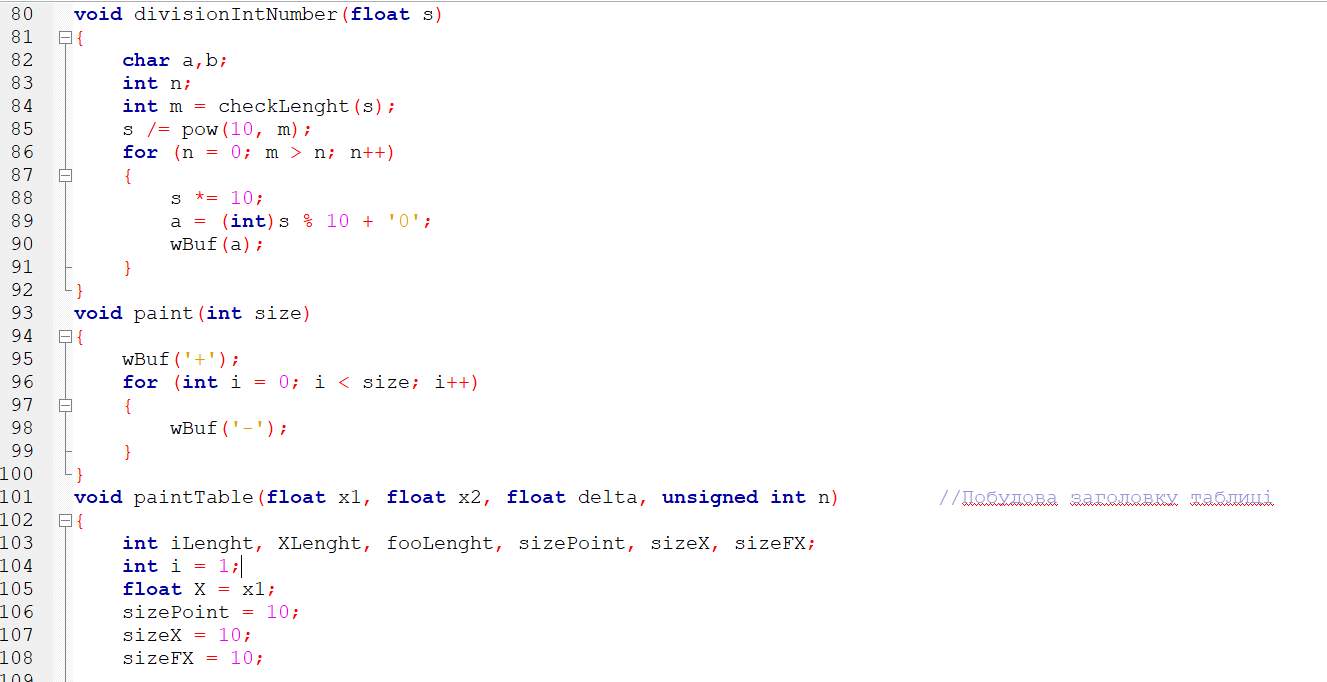 80 void divisionIntNumber(float s)
81 {
82 char a,b;
83 int n;
84 int m = checkLenght(s);
85 s /= pow(10, m);
86 for (n = 0; m > n; n++)
87 {
88 s *= 10;
89 a = (int)s % 10 + '0';
90 wBuf(a);
91 }
92 }
93 void paint(int size)
94 {
95 wBuf('+');
96 for (int i = 0; i < size; i++)
97 {
98 wBuf('-');
99 }
100 }
101 void paintTable(float x1, float x2, float delta, unsigned int n) //Побудова заголовку таблиці
102 {
103 int iLenght, XLenght, fooLenght, sizePoint, sizeX, sizeFX;
104 int i = 1;
105 float X = x1;
106 sizePoint = 10;
107 sizeX = 10;
108 sizeFX = 10;
109